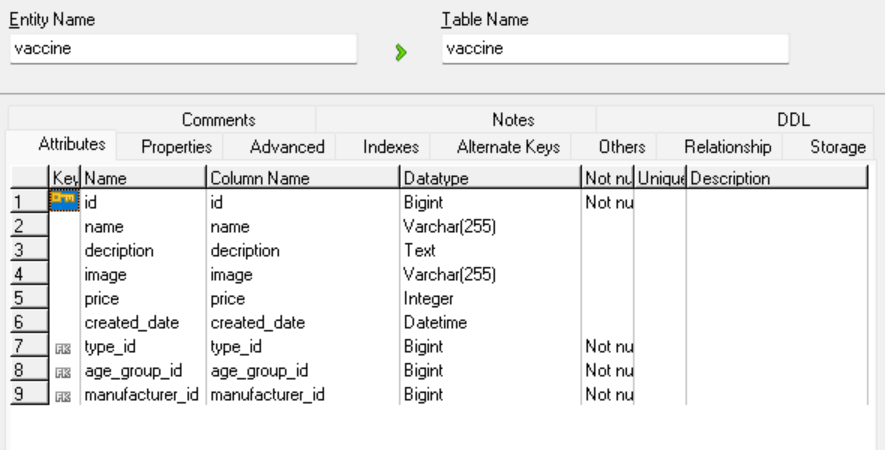 Entity Name Table Name
vaccine vaccine
Comments Notes DDL
Attributes Properties Advanced Indexes Alternate Keys Others Relationship Storage
Key Name Column Name Datatype Not nu Unique Description
1 id id Bigint Not nu
2 name name Varchar(255)
3 decription decription Text
4 image image Varchar(255)
5 price price Integer
6 created_date created_date Datetime
7 FK type_id type_id Bigint Not nu
8 FK age_group_id age_group_id Bigint Not nu
9 FK manufacturer_id manufacturer_id Bigint Not nu